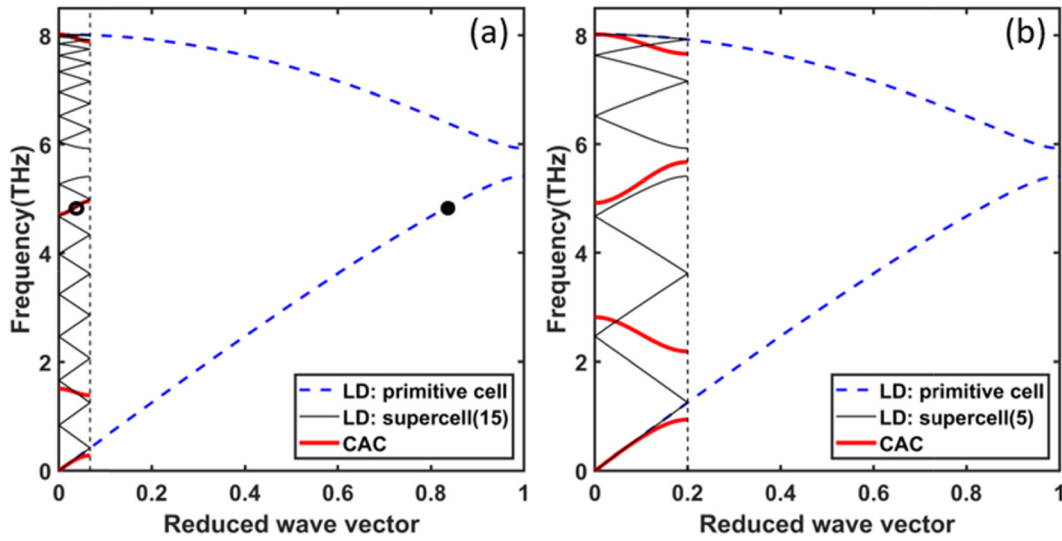 (a)
Frequency(THz)
8
6
4
2
0
0
0.2
0.4
0.6
0.8
1
LD: primitive cell
LD: supercell(15)
CAC
Reduced wave vector
(b)
Frequency(THz)
8
6
4
2
0
0
0.2
0.4
0.6
0.8
1
LD: primitive cell
LD: supercell(5)
CAC
Reduced wave vector